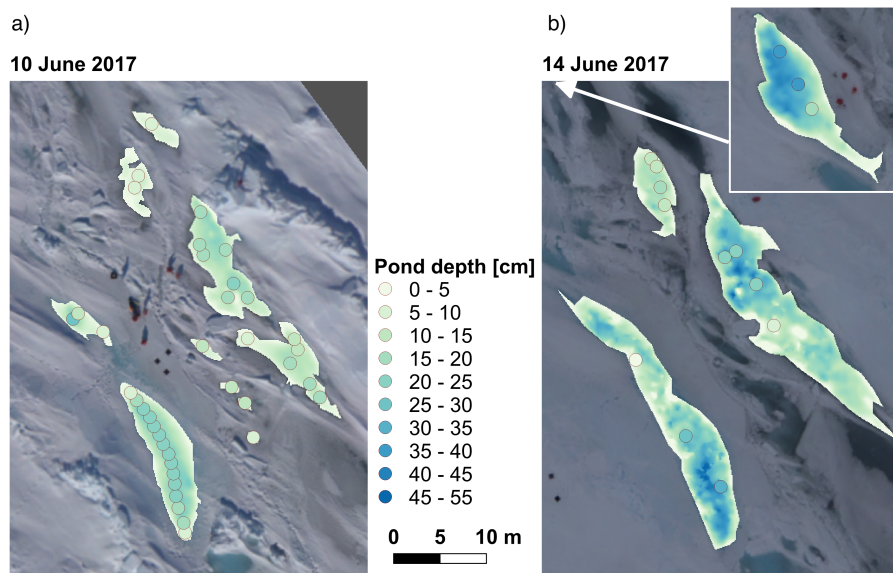 a)
10 June 2017
b)
14 June 2017
Pond depth [cm]
0 - 5
5 - 10
10 - 15
15 - 20
20 - 25
25 - 30
30 - 35
35 - 40
40 - 45
45 - 55
0 5 10 m